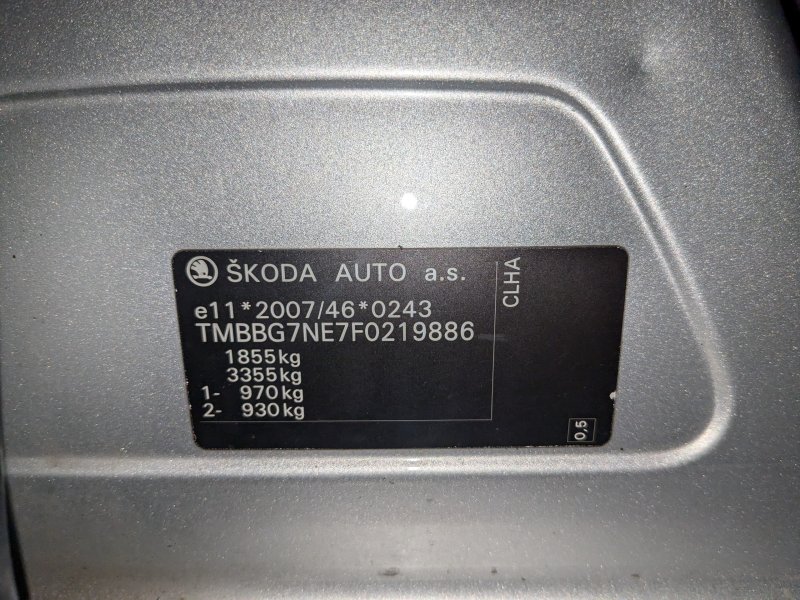 ŠKODA AUTO a.s.
CLHA
e11*2007/46*0243
TMBBG7NE7F0219886
1855kg
3355kg
1- 970kg
2- 930kg
0,5